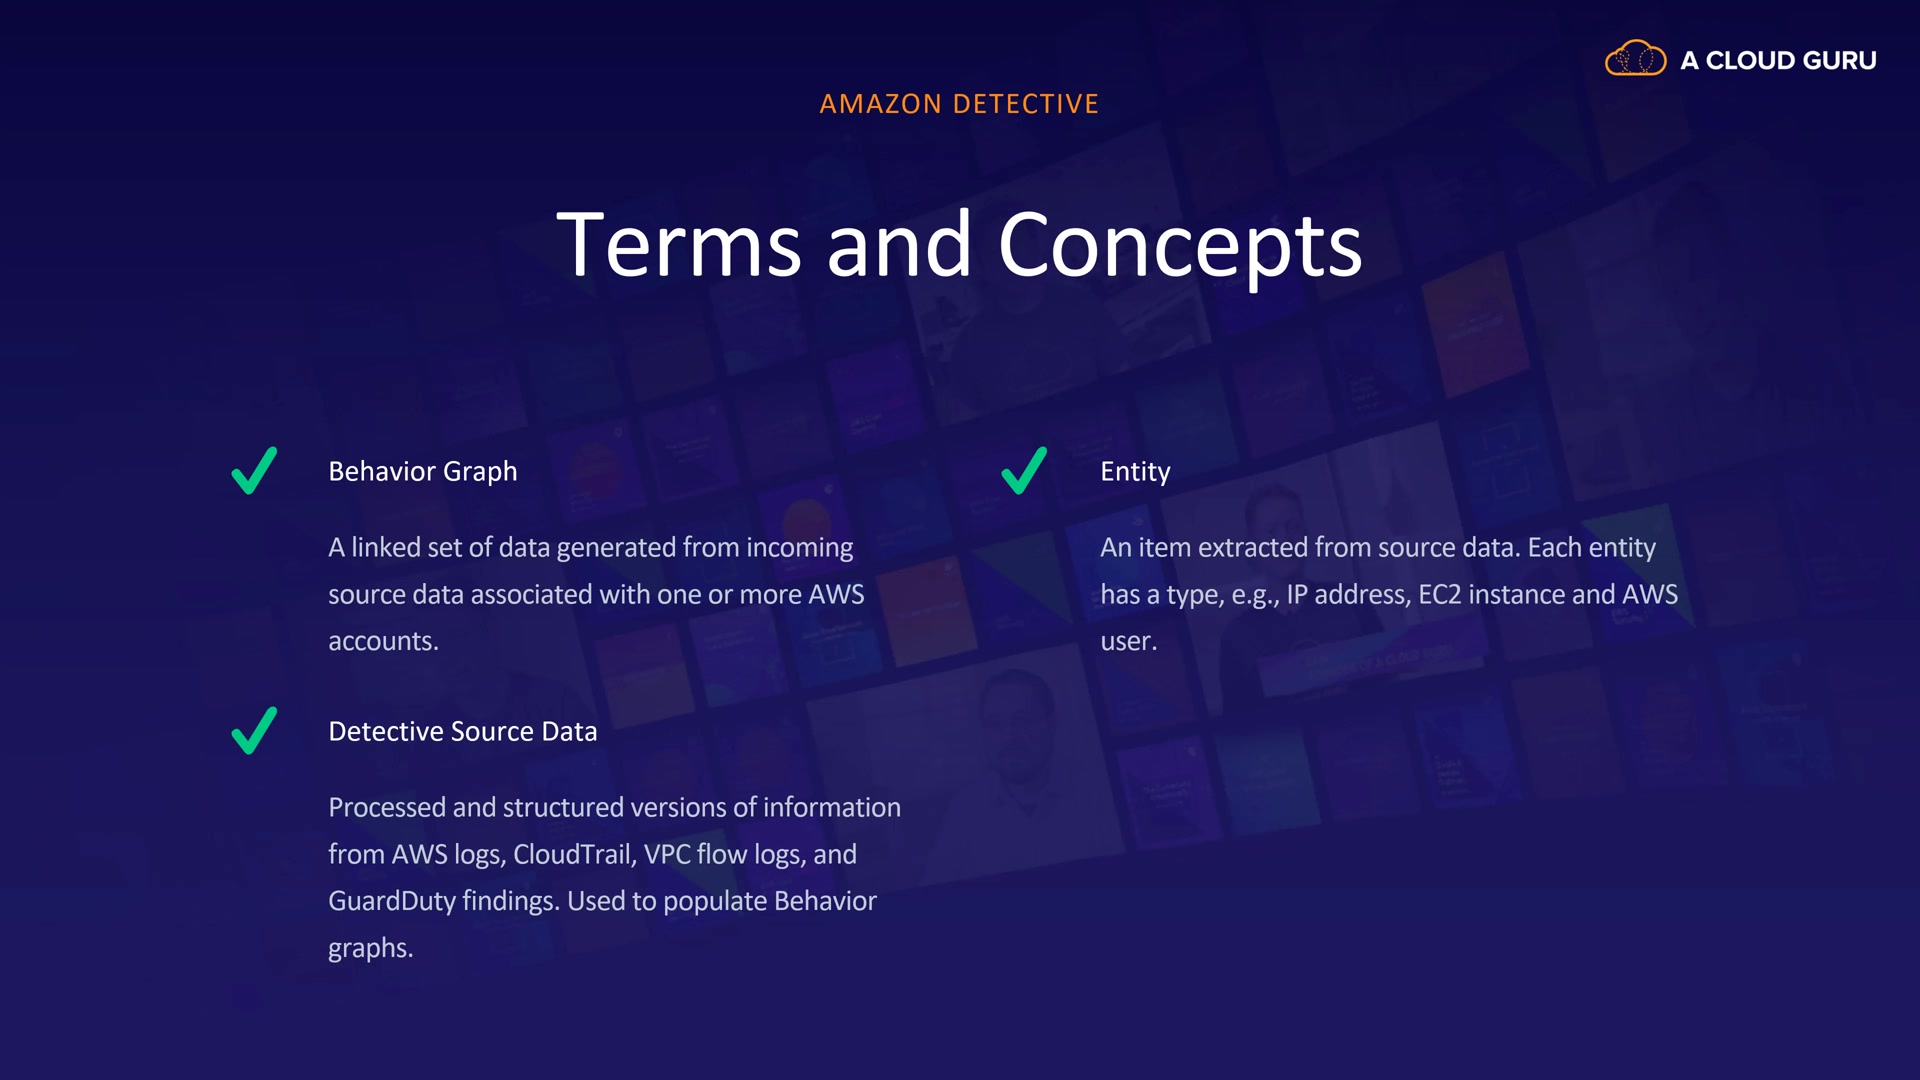 A CLOUD GURU
AMAZON DETECTIVE
Terms and Concepts
Behavior Graph
A linked set of data generated from incoming
source data associated with one or more AWS
accounts.
Entity
An item extracted from source data. Each entity
has a type, e.g., IP address, EC2 instance and AWS
user.
Detective Source Data
Processed and structured versions of information
from AWS logs, CloudTrail, VPC flow logs, and
GuardDuty findings. Used to populate Behavior
graphs.